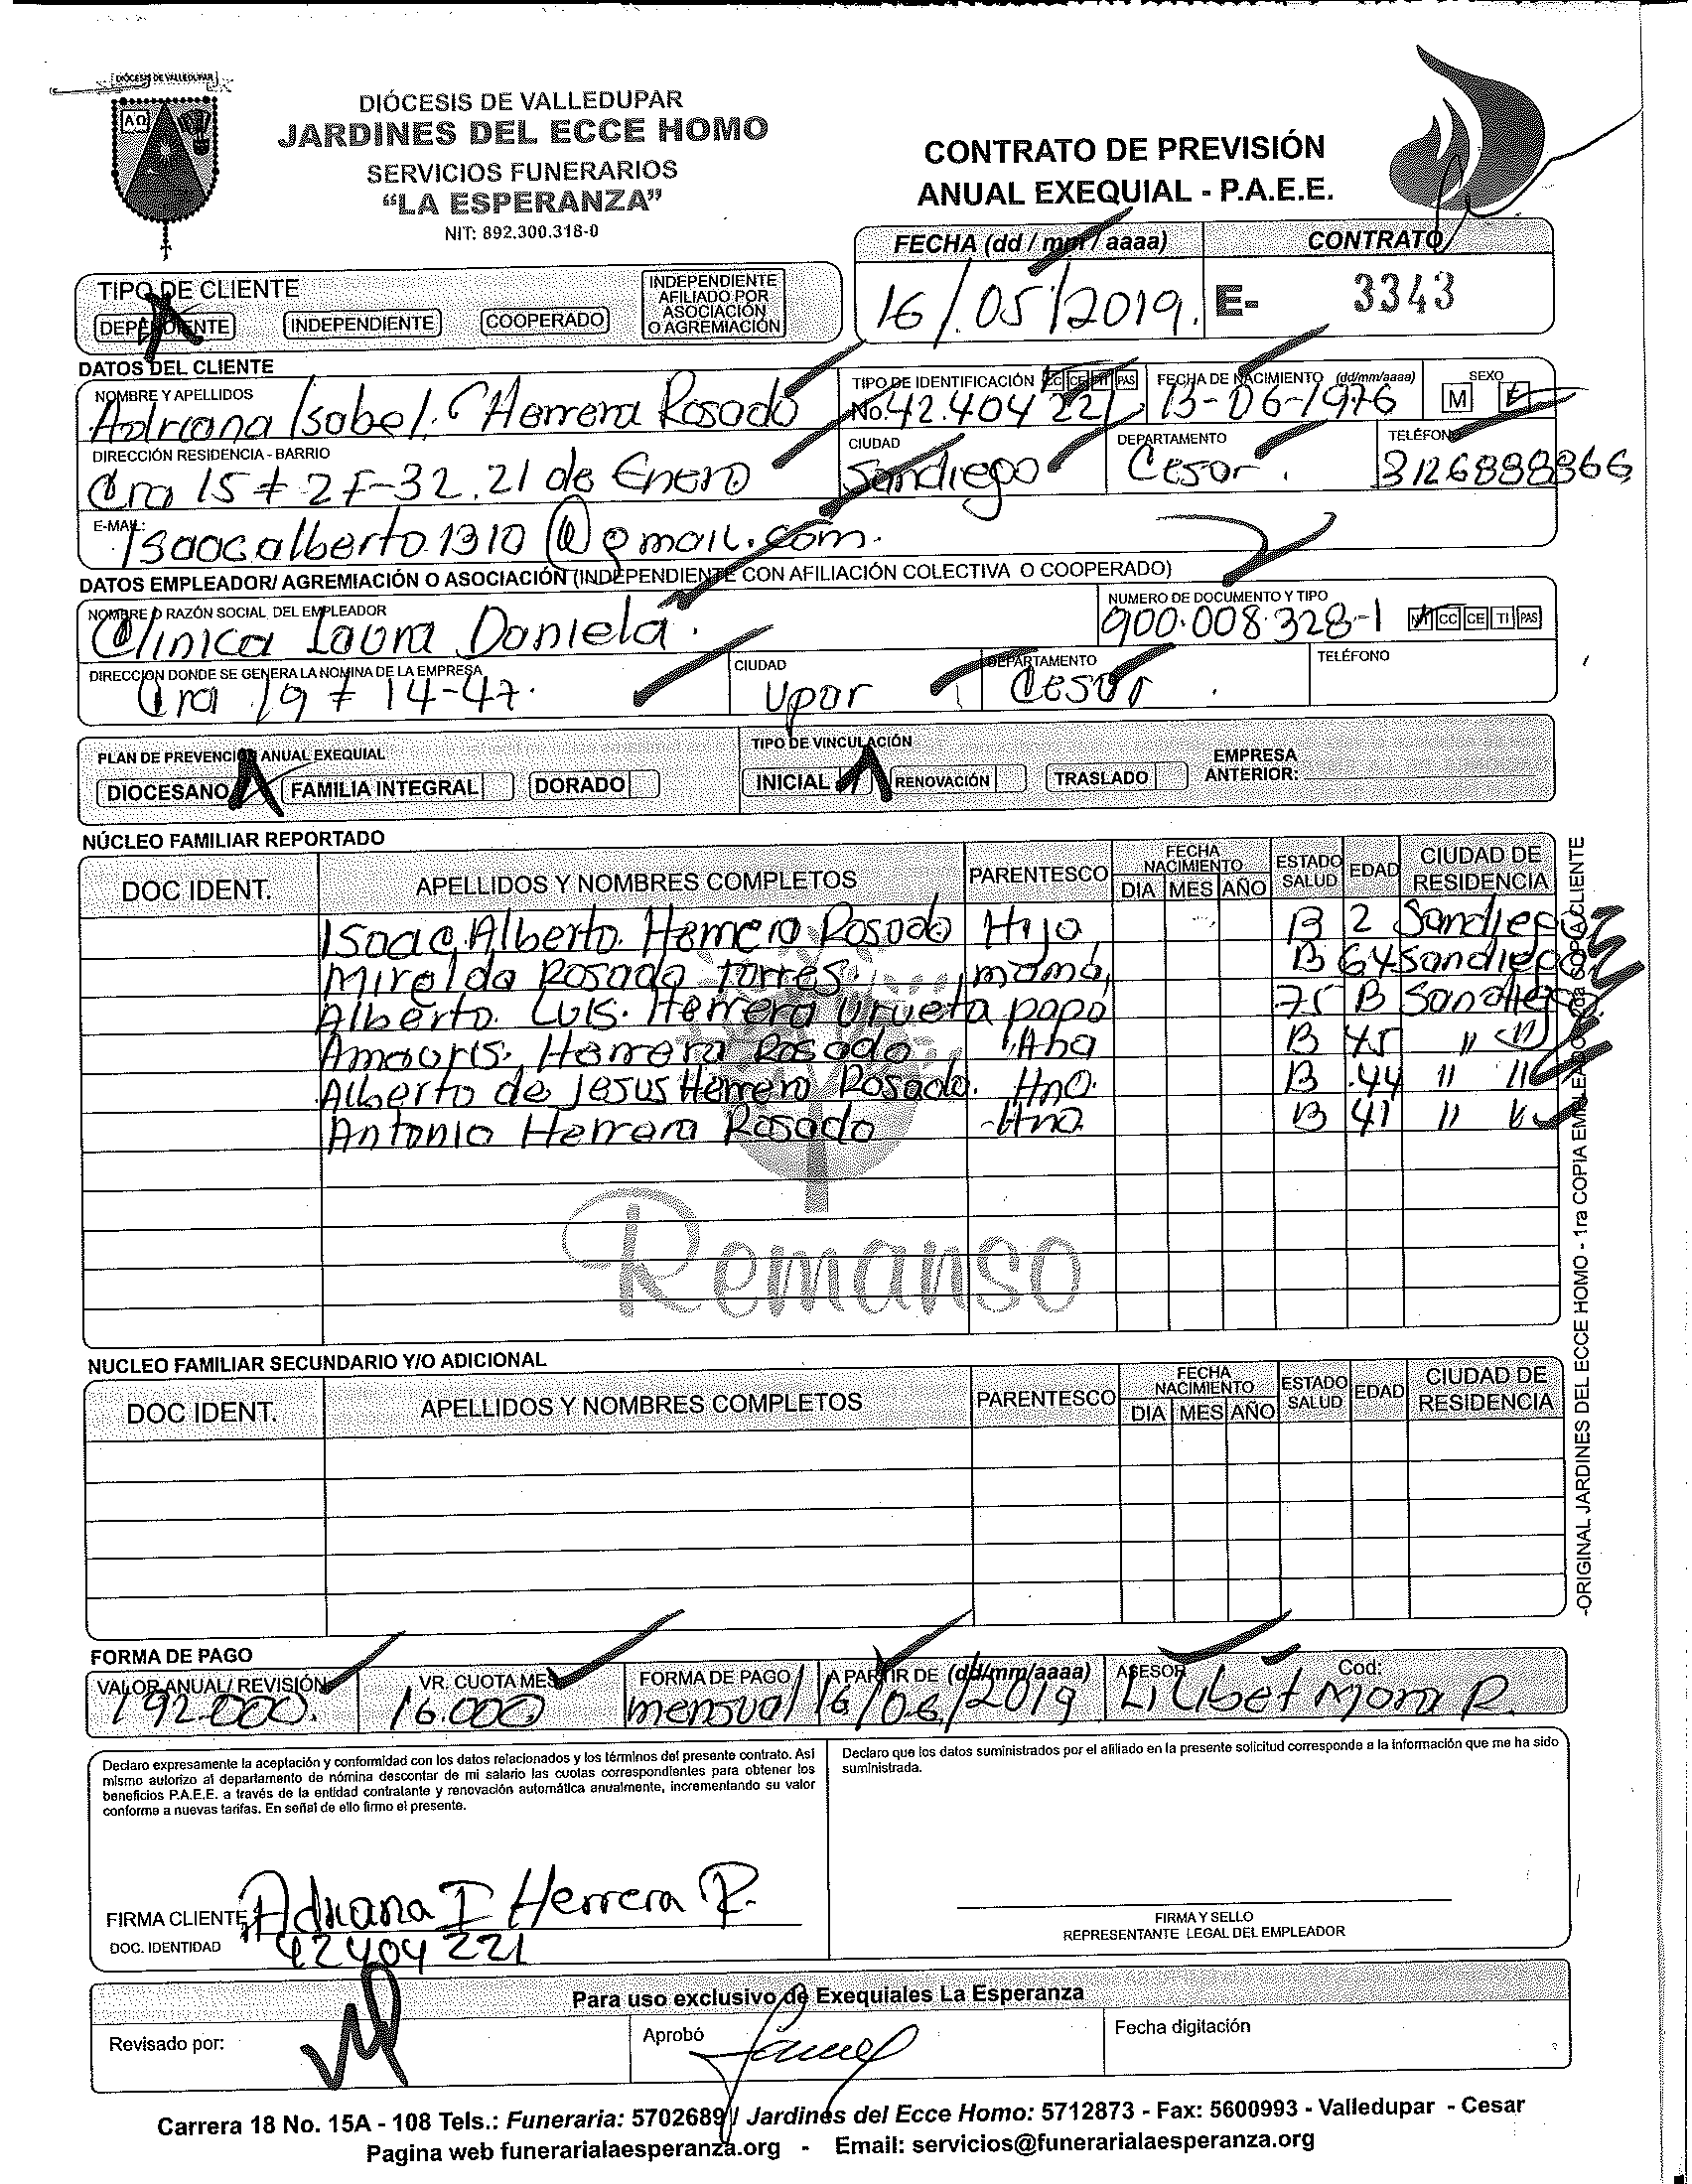 DIÓCESIS DE VALLEDUPAR
DIÓCESIS DE VALLEDUPAR
JARDINES DEL ECCE HOMO
SERVICIOS FUNERARIOS
“LA ESPERANZA”
NIT: 892.300.318-0
CONTRATO DE PREVISIÓN
ANUAL EXEQUIAL - P.A.E.E.
FECHA (dd / mm / aaaa) CONTRATO
16/05/2019. E- 3343
TIPO DE CLIENTE
DEPENDIENTE INDEPENDIENTE COOPERADO INDEPENDIENTE AFILIADO POR ASOCIACIÓN O AGREMIACIÓN
DATOS DEL CLIENTE
NOMBRE Y APELLIDOS TIPO DE IDENTIFICACIÓN CC CE TI PAS FECHA DE NACIMIENTO (dd/mm/aaaa) SEXO
Adriana Isabel. Herrera Rosado No. 42.404 221 13-06-1976 M F
DIRECCIÓN RESIDENCIA - BARRIO CIUDAD DEPARTAMENTO TELÉFONO
Cra 15 # 2F-32. 21 de Enero Sandiego Cesar. 3126888866
E-MAIL:
Isaacalberto1310@gmail.com.
DATOS EMPLEADOR/ AGREMIACIÓN O ASOCIACIÓN (INDEPENDIENTE CON AFILIACIÓN COLECTIVA O COOPERADO)
NOMBRE O RAZÓN SOCIAL DEL EMPLEADOR NUMERO DE DOCUMENTO Y TIPO
Clinica Laura Daniela. 900.008.328-1 NIT CC CE TI PAS
DIRECCION DONDE SE GENERA LA NOMINA DE LA EMPRESA CIUDAD DEPARTAMENTO TELÉFONO
Cra 19 # 14-47. Upar Cesar.
PLAN DE PREVENCION ANUAL EXEQUIAL TIPO DE VINCULACIÓN
DIOCESANO FAMILIA INTEGRAL DORADO INICIAL RENOVACIÓN TRASLADO EMPRESA ANTERIOR:
NÚCLEO FAMILIAR REPORTADO
DOC IDENT. APELLIDOS Y NOMBRES COMPLETOS PARENTESCO FECHA NACIMIENTO DIA MES AÑO ESTADO SALUD EDAD CIUDAD DE RESIDENCIA
Isaac Alberto. Herrera Rosado Hijo B 2 Sandiego
Mirelda Rosado Torres. mamá, B 64 Sandiego
Alberto. Luis. Herrera Urueta papa 75 B Sandiego.
Amauris. Herrera Rosado B 45 "
Alberto de Jesus Herrera Rosado. Hno. B 44 " "
Antonio Herrera Rosado Hno. B 41 " "
Remanso
NUCLEO FAMILIAR SECUNDARIO Y/O ADICIONAL
DOC IDENT. APELLIDOS Y NOMBRES COMPLETOS PARENTESCO FECHA NACIMIENTO DIA MES AÑO ESTADO SALUD EDAD CIUDAD DE RESIDENCIA
-ORIGINAL JARDINES DEL ECCE HOMO - 1ra COPIA EMPLEADOR - 2da COPIA CLIENTE
FORMA DE PAGO
VALOR ANUAL/ REVISIÓN VR. CUOTA MES FORMA DE PAGO A PARTIR DE (dd/mm/aaaa) ASESOR Cod:
192.000. 16.000 mensual 16/06/2019 Lilibet Mora R.
Declaro expresamente la aceptación y conformidad con los datos relacionados y los términos del presente contrato. Así
mismo autorizo al departamento de nómina descontar de mi salario las cuotas correspondientes para obtener los
beneficios P.A.E.E. a través de la entidad contratante y renovación automática anualmente, incrementando su valor
conforme a nuevas tarifas. En señal de ello firmo el presente.
Declaro que los datos suministrados por el afiliado en la presente solicitud corresponde a la información que me ha sido
suministrada.
FIRMA CLIENTE Adriana I Herrera R.
DOC. IDENTIDAD 42404 221
FIRMA Y SELLO
REPRESENTANTE LEGAL DEL EMPLEADOR
Para uso exclusivo de Exequiales La Esperanza
Revisado por: Aprobó Fecha digitación
Carrera 18 No. 15A - 108 Tels.: Funeraria: 5702689 / Jardines del Ecce Homo: 5712873 - Fax: 5600993 - Valledupar - Cesar
Pagina web funerarialaesperanza.org - Email: servicios@funerarialaesperanza.org